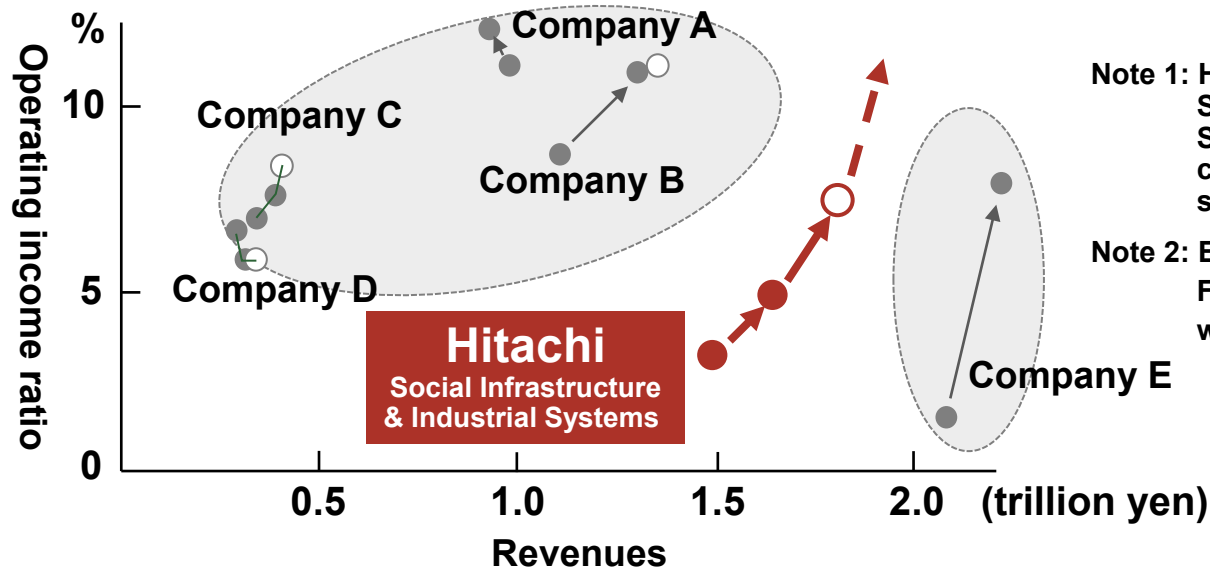 %
Operating income ratio
10
5
0
Company A
Company C
Company B
Company D
Hitachi
Social Infrastructure
& Industrial Systems
Company E
0.5
1.0
1.5
2.0
(trillion yen)
Revenues
Note 1: H
S
S
c
s
Note 2: E
F
w